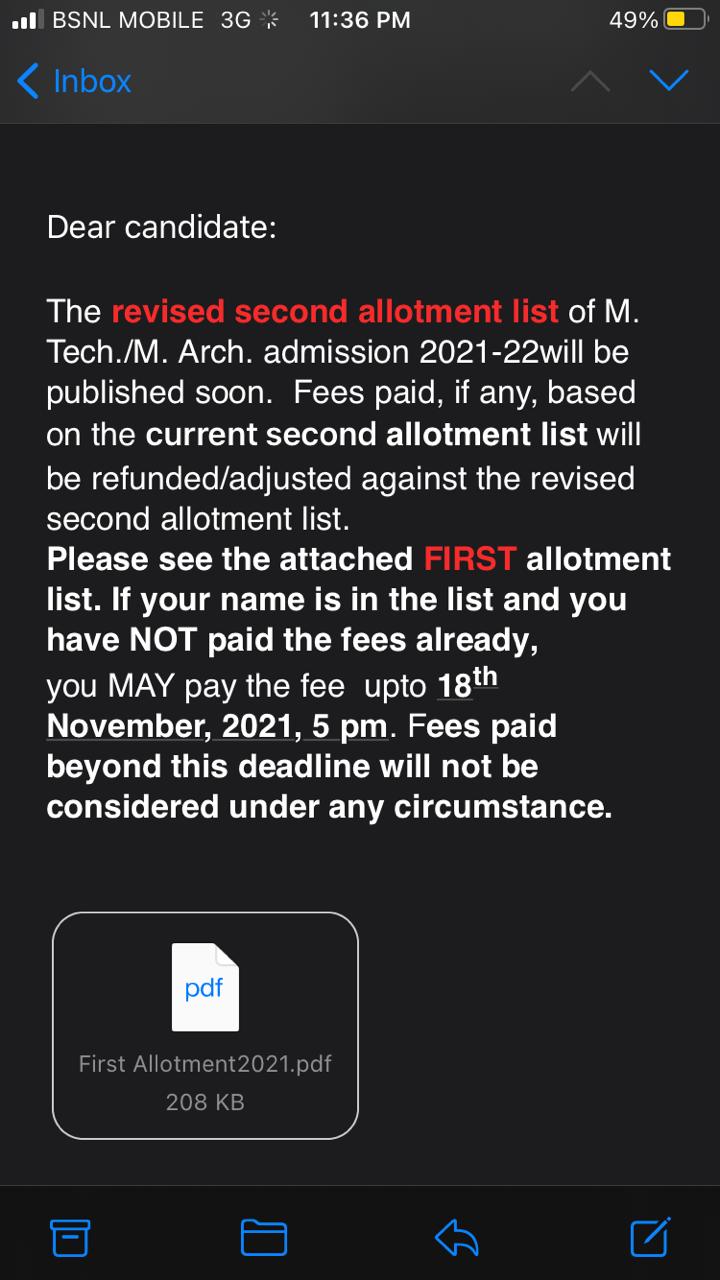 BSNL MOBILE 3G 11:36 PM 49%
Inbox
Dear candidate:
The revised second allotment list of M.
Tech./M. Arch. admission 2021-22will be
published soon.  Fees paid, if any, based
on the current second allotment list will
be refunded/adjusted against the revised
second allotment list.
Please see the attached FIRST allotment
list. If your name is in the list and you
have NOT paid the fees already,
you MAY pay the fee  upto 18th
November, 2021, 5 pm. Fees paid
beyond this deadline will not be
considered under any circumstance.
pdf
First Allotment2021.pdf
208 KB